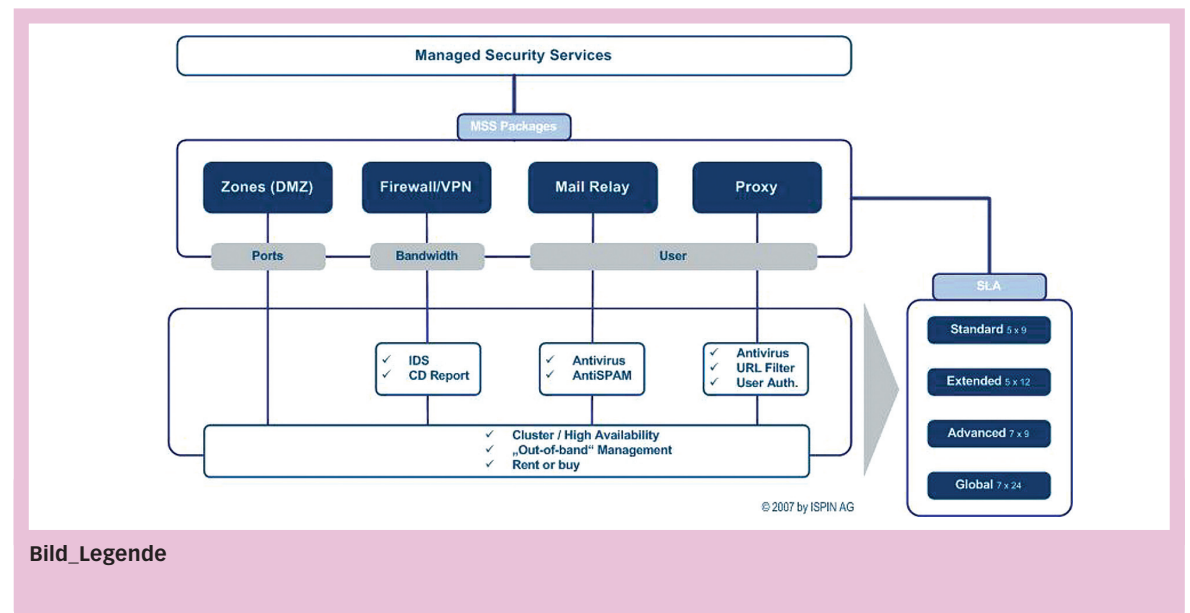 Managed Security Services
MSS Packages
Zones (DMZ)
Firewall/VPN
Mail Relay
Proxy
Ports
Bandwidth
User
✓ IDS
✓ CD Report
✓ Antivirus
✓ AntiSPAM
✓ Antivirus
✓ URL Filter
✓ User Auth.
✓ Cluster / High Availability
✓ „Out-of-band“ Management
✓ Rent or buy
SLA
Standard 5 x 9
Extended 5 x 12
Advanced 7 x 9
Global 7 x 24
© 2007 by ISPIN AG
Bild_Legende